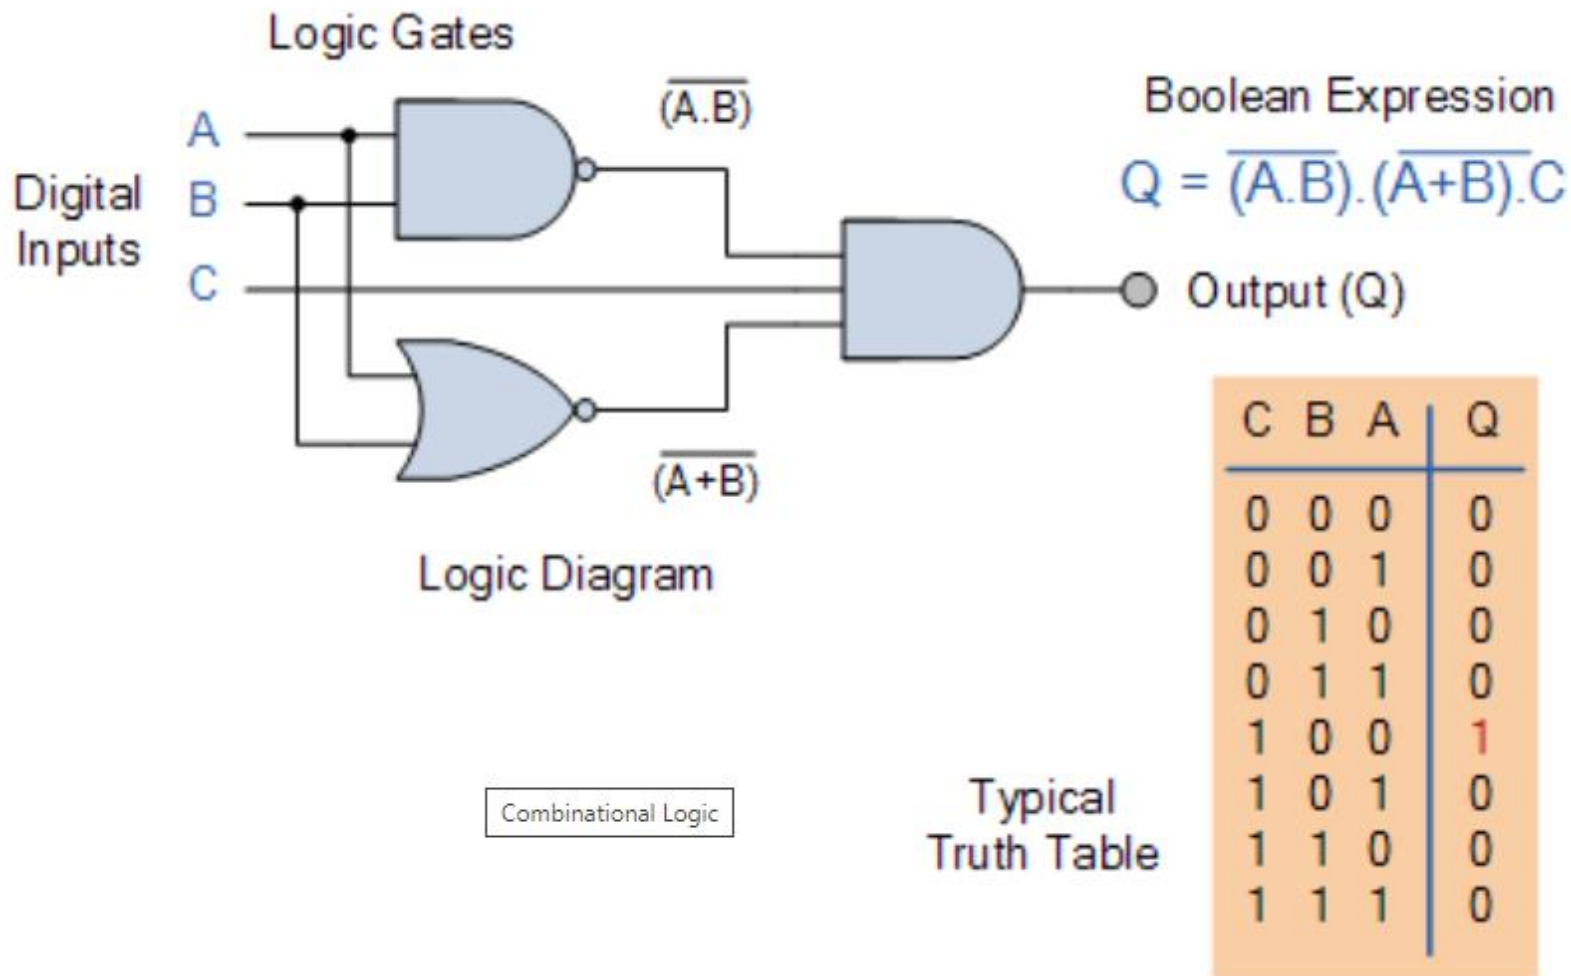 Logic Gates
A
B
C
Digital
Inputs
(A̅.̅B̅)
(A̅+̅B̅)
Logic Diagram
Boolean Expression
Q = (A̅.̅B̅).(A̅+̅B̅).C
Output (Q)
C B A Q
0 0 0 0
0 0 1 0
0 1 0 0
0 1 1 0
1 0 0 1
1 0 1 0
1 1 0 0
1 1 1 0
Typical
Truth Table
Combinational Logic